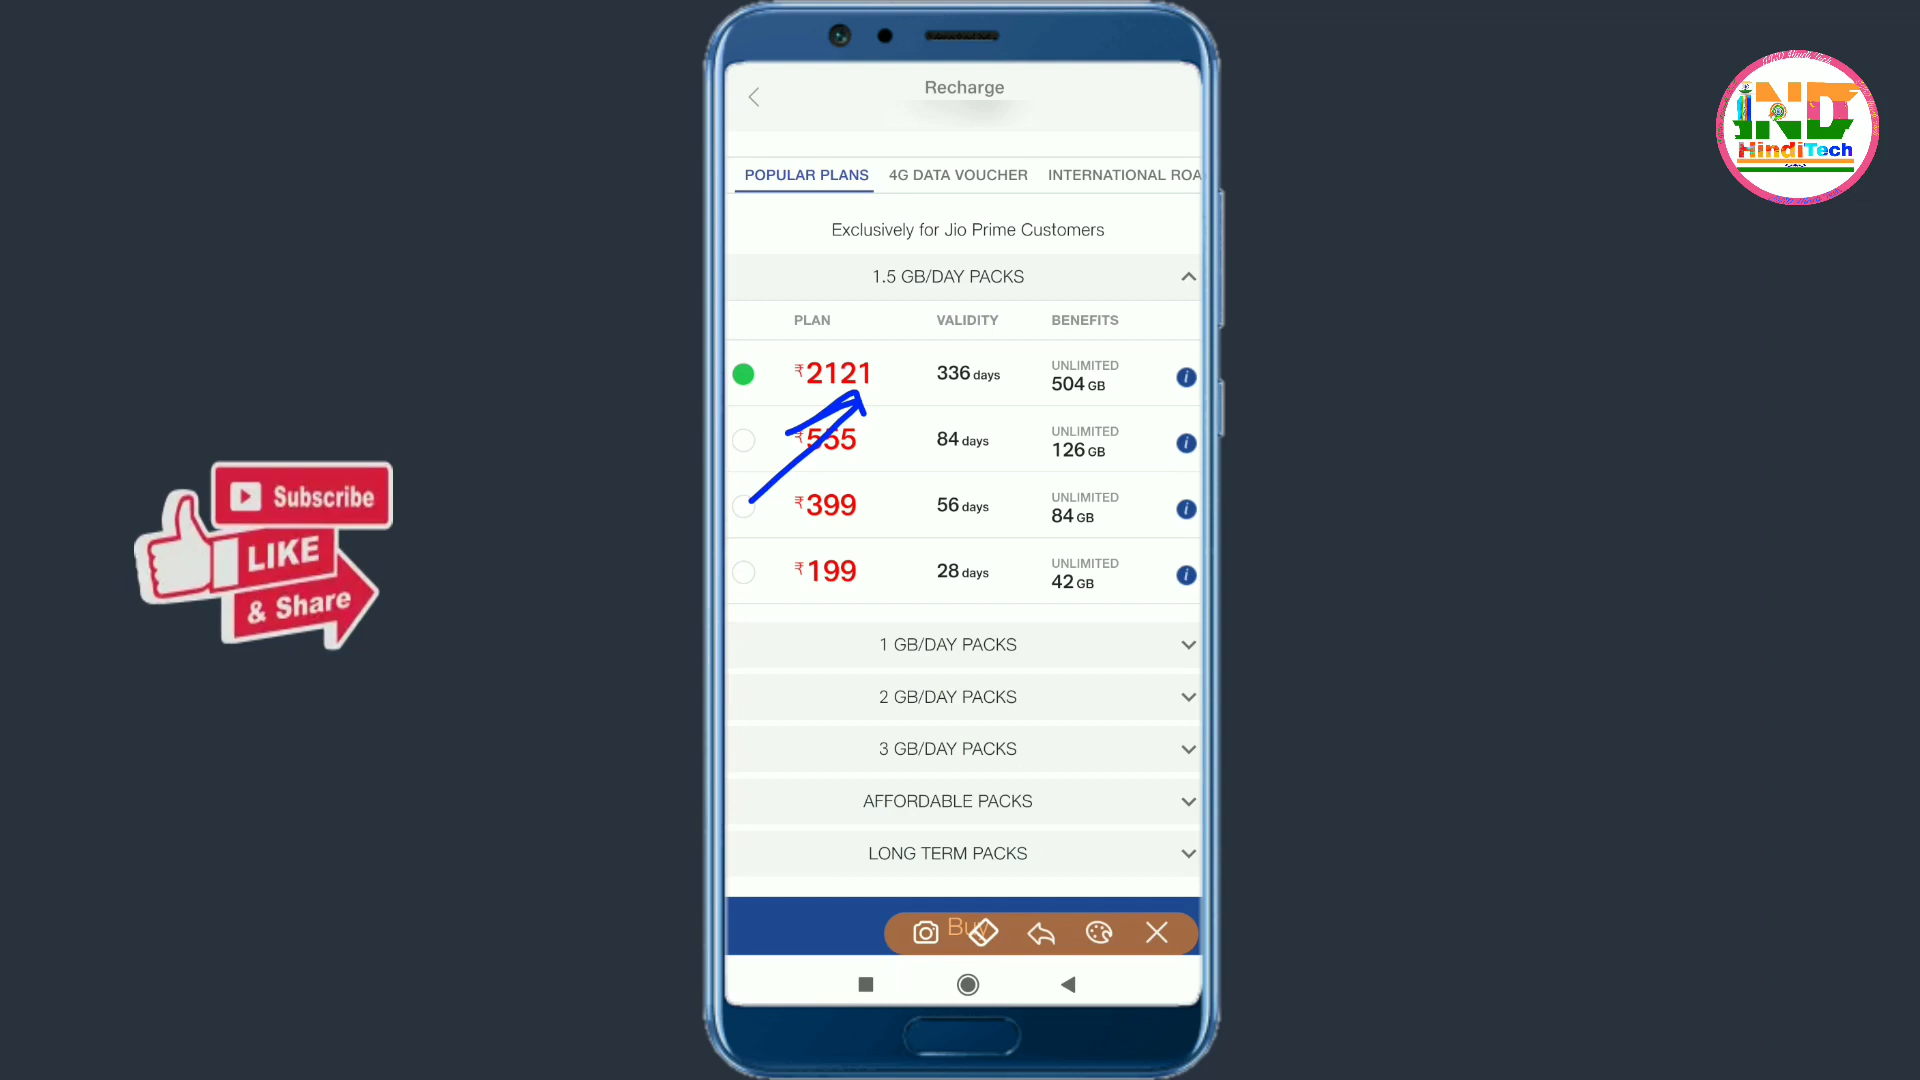 Recharge
POPULAR PLANS 4G DATA VOUCHER INTERNATIONAL ROA
Exclusively for Jio Prime Customers
1.5 GB/DAY PACKS
PLAN VALIDITY BENEFITS
₹2121 336 days UNLIMITED 504 GB
₹555 84 days UNLIMITED 126 GB
₹399 56 days UNLIMITED 84 GB
₹199 28 days UNLIMITED 42 GB
1 GB/DAY PACKS
2 GB/DAY PACKS
3 GB/DAY PACKS
AFFORDABLE PACKS
LONG TERM PACKS
Buy
Subscribe
LIKE
& Share
IND
HindiTech